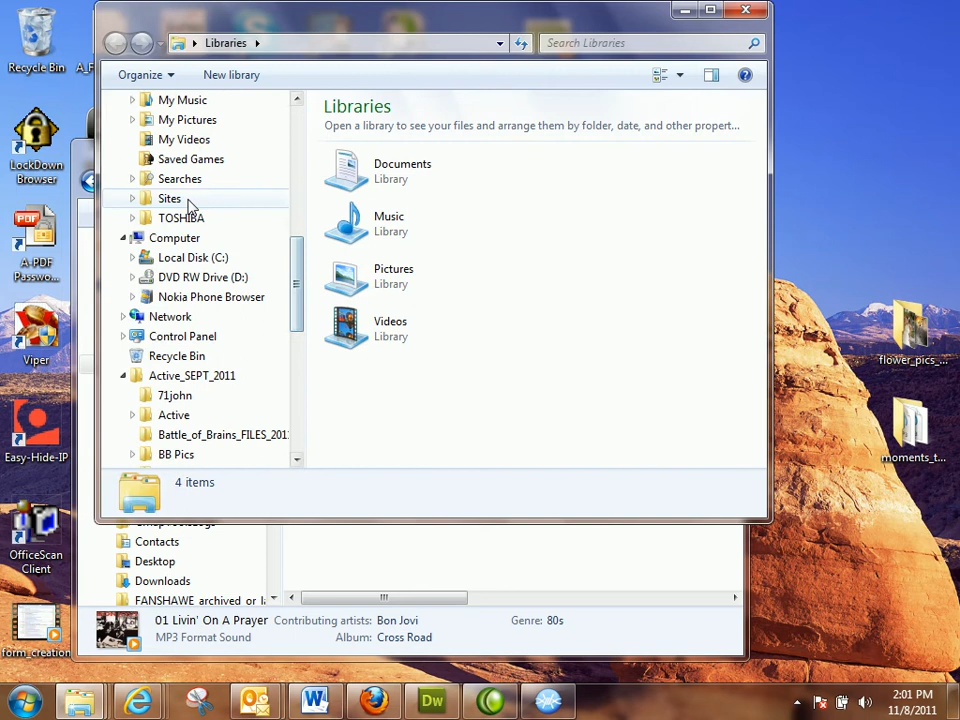 Recycle Bin
A_F
LockDown
Browser
A-PDF
Passwo...
Viper
Easy-Hide-IP
OfficeScan
Client
form_creation
Libraries
Search Libraries
Organize
New library
My Music
My Pictures
My Videos
Saved Games
Searches
Sites
TOSHIBA
Computer
Local Disk (C:)
DVD RW Drive (D:)
Nokia Phone Browser
Network
Control Panel
Recycle Bin
Active_SEPT_2011
71john
Active
Battle_of_Brains_FILES_201
BB Pics
Libraries
Open a library to see your files and arrange them by folder, date, and other propert...
Documents
Library
Music
Library
Pictures
Library
Videos
Library
4 items
Contacts
Desktop
Downloads
FANSHAWE archived or l
01 Livin' On A Prayer Contributing artists: Bon Jovi Genre: 80s
MP3 Format Sound Album: Cross Road
flower_pics_...
moments_t...
2:01 PM
11/8/2011